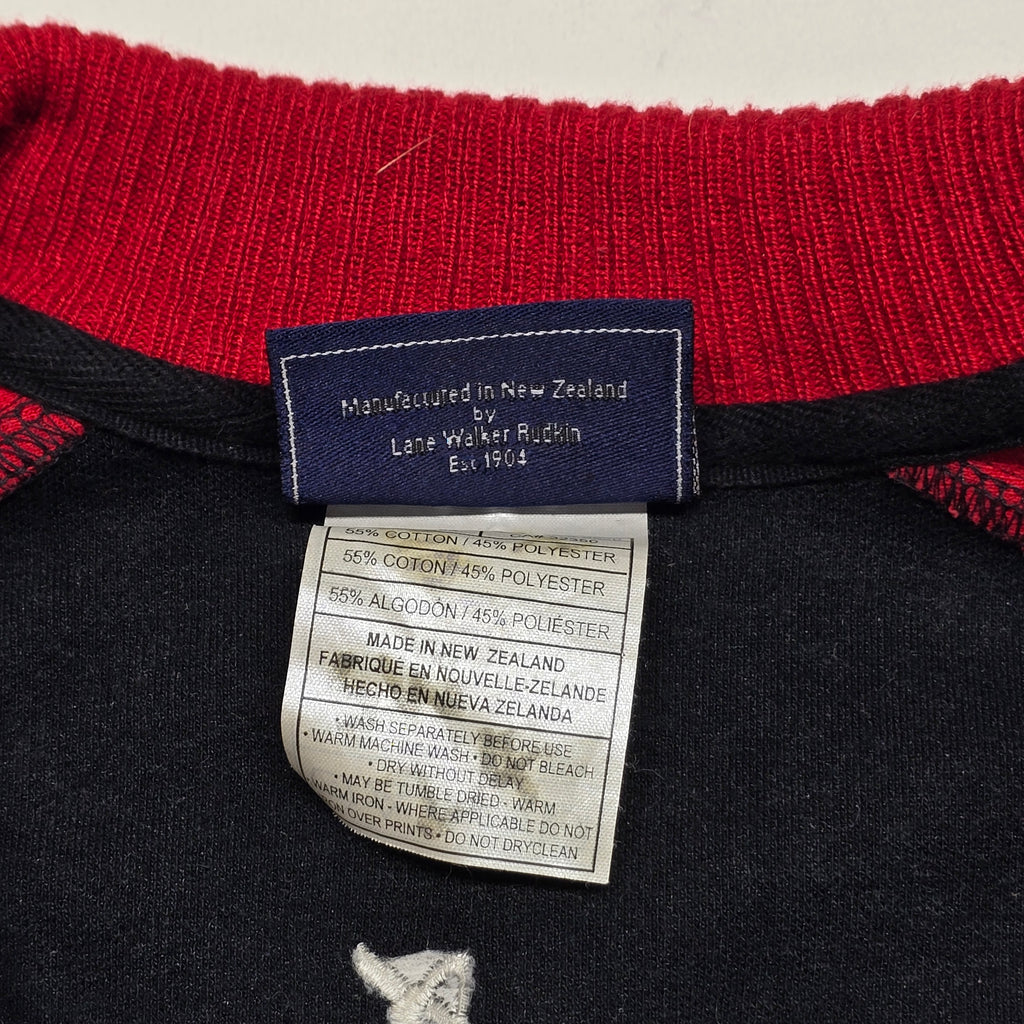 Manufactured in New Zealand
by
Lane Walker Rudkin
Est 1904
55% COTTON / 45% POLYESTER
55% COTON / 45% POLYESTER
55% ALGODÓN / 45% POLIÉSTER
MADE IN NEW ZEALAND
FABRIQUÉ EN NOUVELLE-ZELANDE
HECHO EN NUEVA ZELANDA
• WASH SEPARATELY BEFORE USE
• WARM MACHINE WASH • DO NOT BLEACH
• DRY WITHOUT DELAY
• MAY BE TUMBLE DRIED - WARM
WARM IRON - WHERE APPLICABLE DO NOT
OVER PRINTS • DO NOT DRYCLEAN